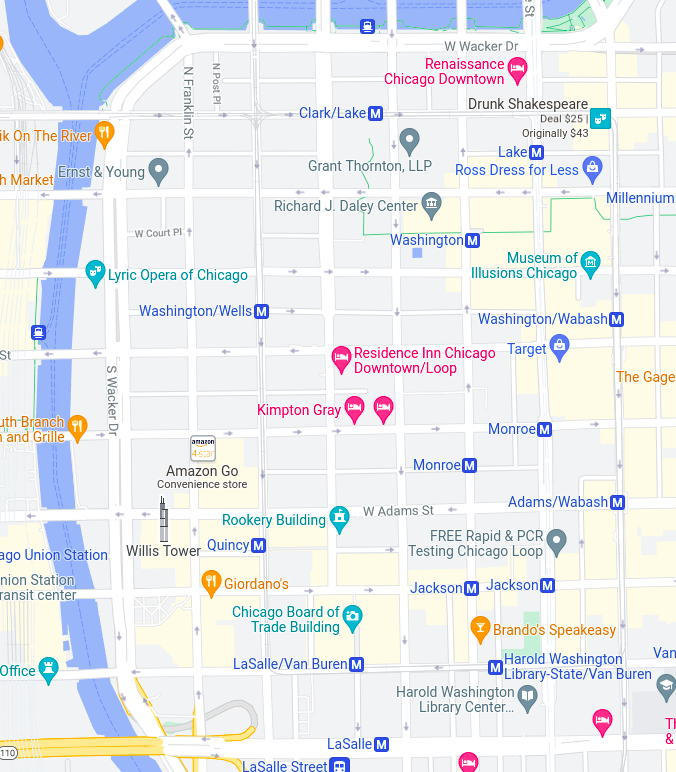 e St
W Wacker Dr
Renaissance
Chicago Downtown
N Post Pl
N Franklin St
Drunk Shakespeare
Deal $25 |
Originally $43
Clark/Lake M
ik On The River
Lake M
Grant Thornton, LLP
Ernst & Young
Ross Dress for Less
h Market
Millennium
Richard J. Daley Center
W Court Pl
Washington M
Museum of
Illusions Chicago
Lyric Opera of Chicago
Washington/Wells M
Washington/Wabash M
St
Target
Residence Inn Chicago
Downtown/Loop
S Wacker Dr
The Gage
Kimpton Gray
uth Branch
n and Grille
Monroe M
amazon
4-star
Amazon Go
Convenience store
Monroe M
Adams/Wabash M
W Adams St
Rookery Building
FREE Rapid & PCR
Testing Chicago Loop
Quincy M
Willis Tower
ago Union Station
nion Station
ransit center
Giordano's
Jackson M
Jackson M
Chicago Board of
Trade Building
Brando's Speakeasy
LaSalle/Van Buren M
M Harold Washington
Library-State/Van Buren
Van
Office
Harold Washington
Library Center...
Th
&
LaSalle M
110
LaSalle Street